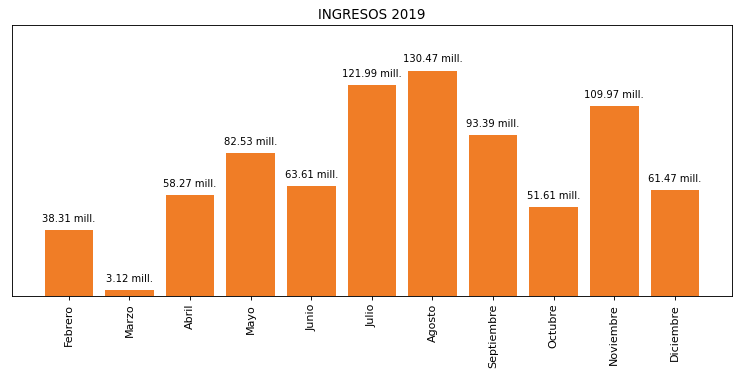 INGRESOS 2019
38.31 mill.
3.12 mill.
58.27 mill.
82.53 mill.
63.61 mill.
121.99 mill.
130.47 mill.
93.39 mill.
51.61 mill.
109.97 mill.
61.47 mill.
Febrero
Marzo
Abril
Mayo
Junio
Julio
Agosto
Septiembre
Octubre
Noviembre
Diciembre